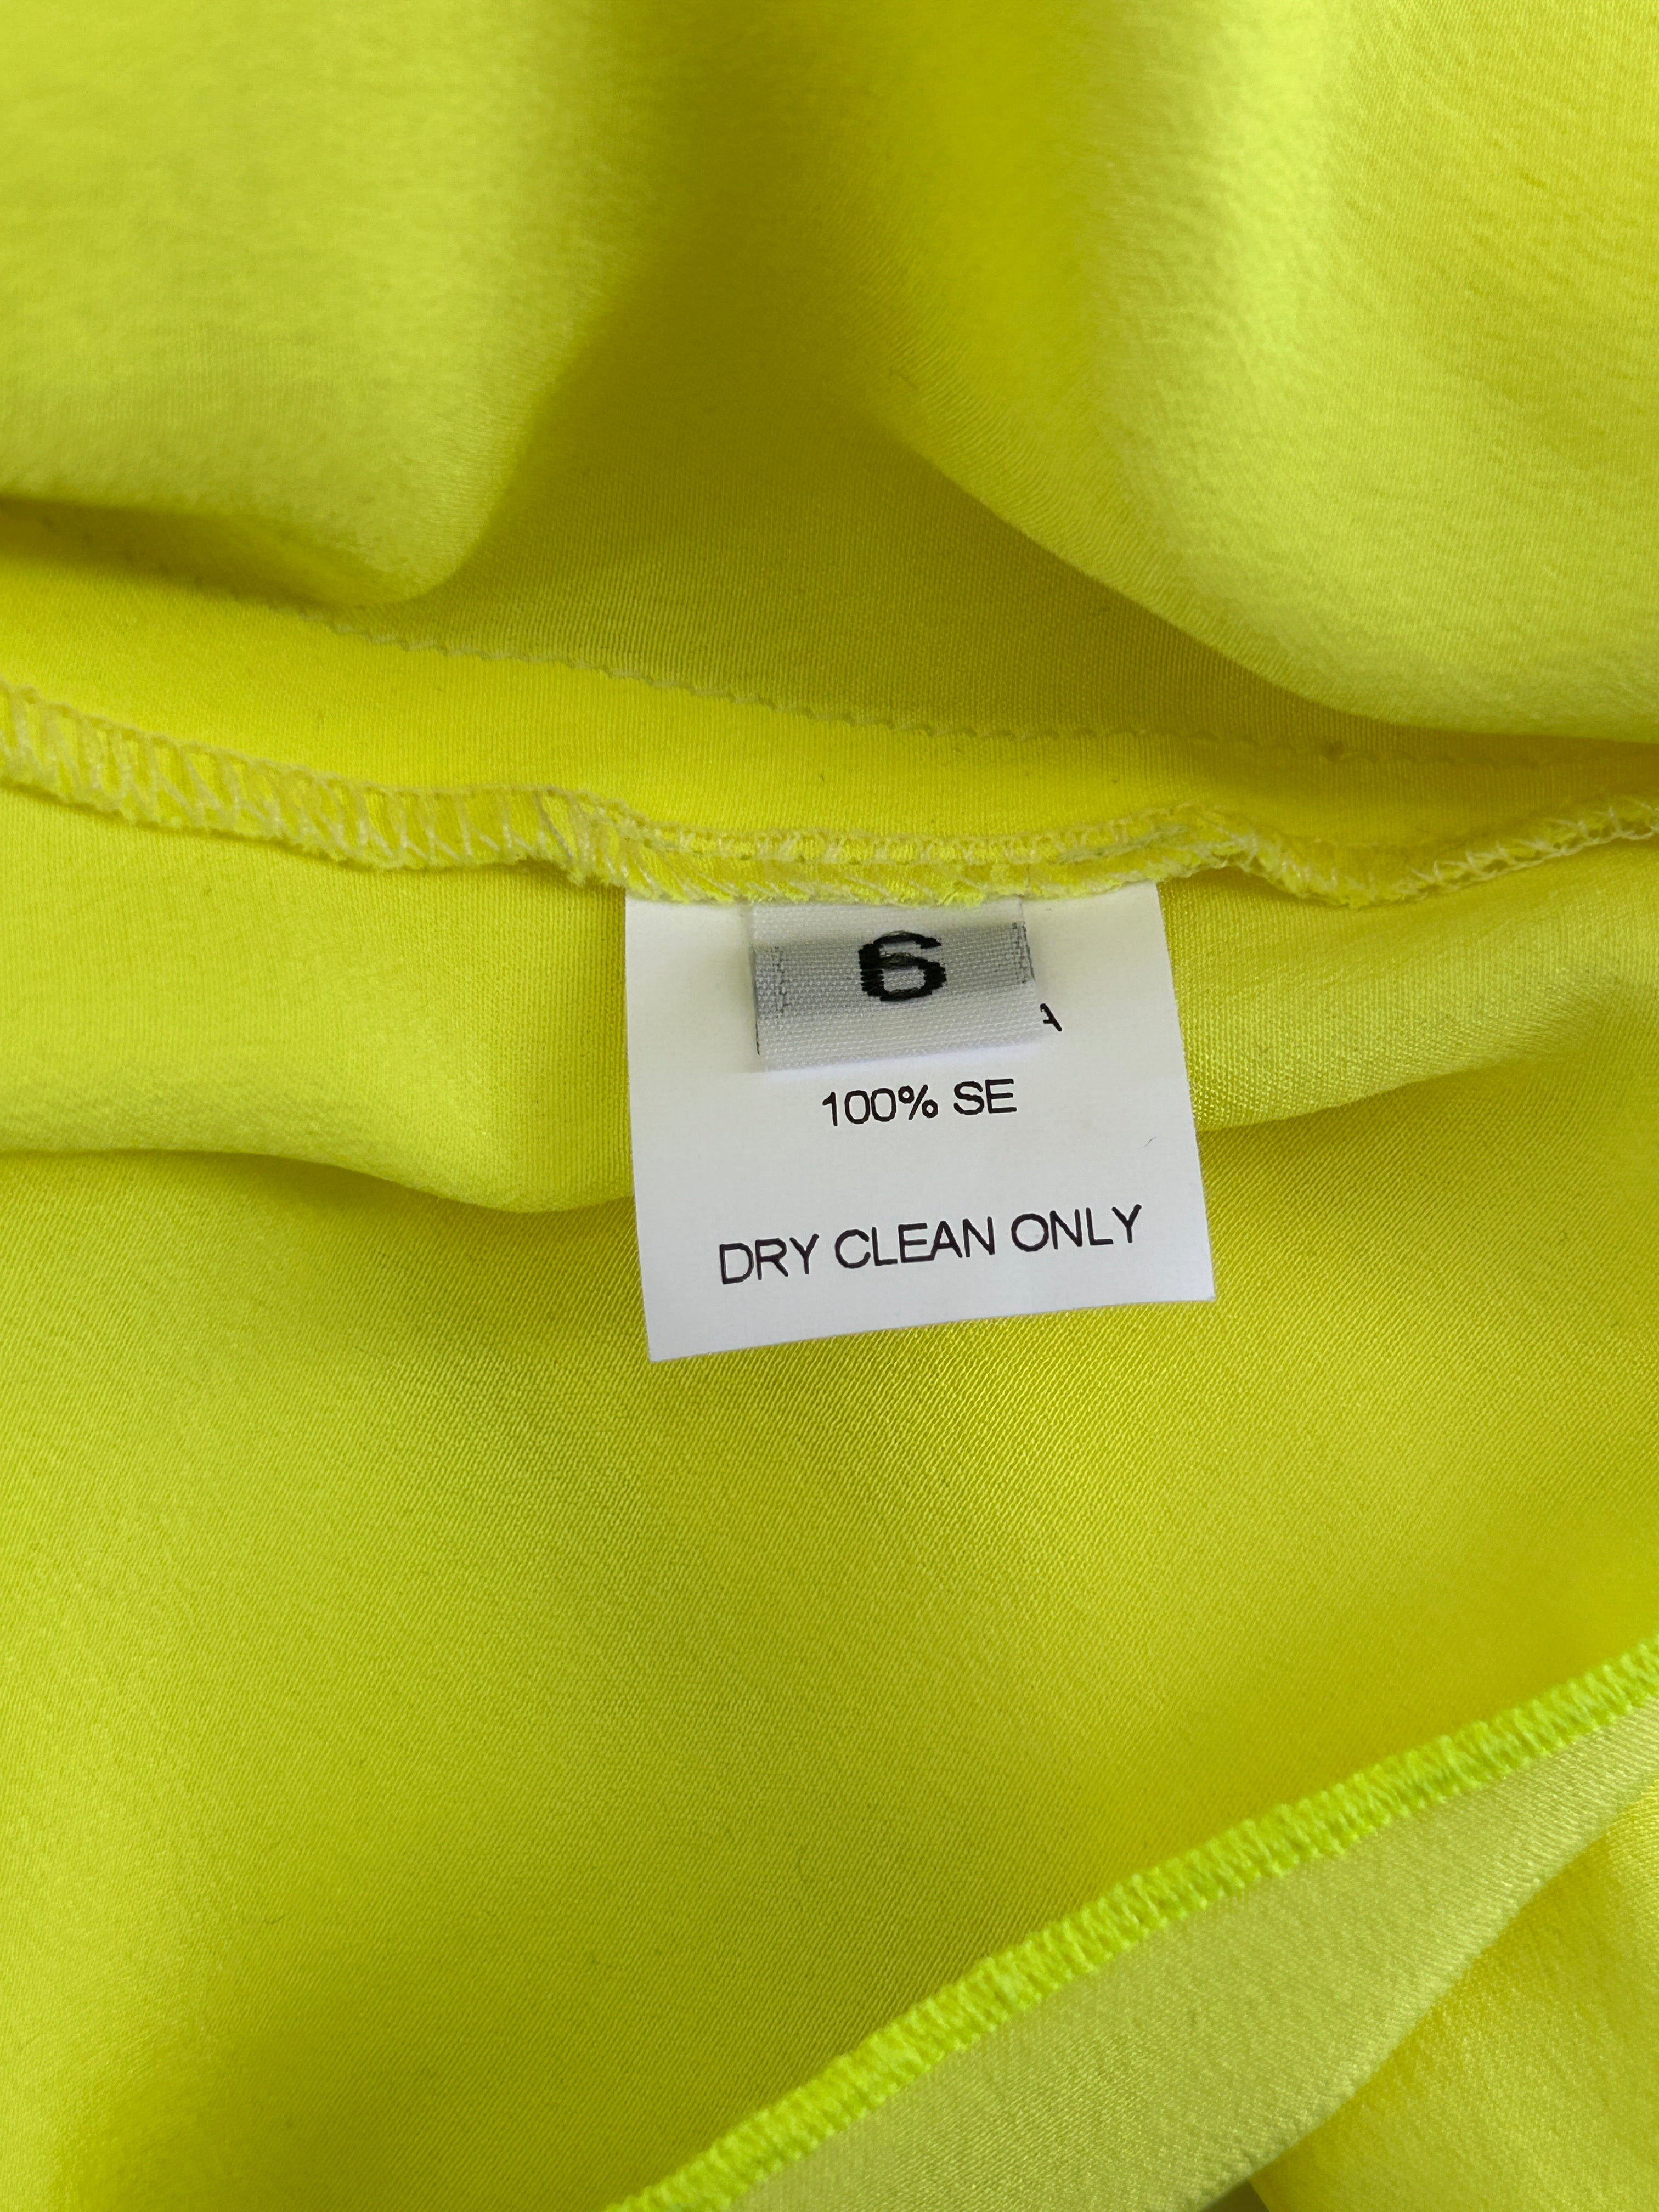 6
A
100% SE
DRY CLEAN ONLY